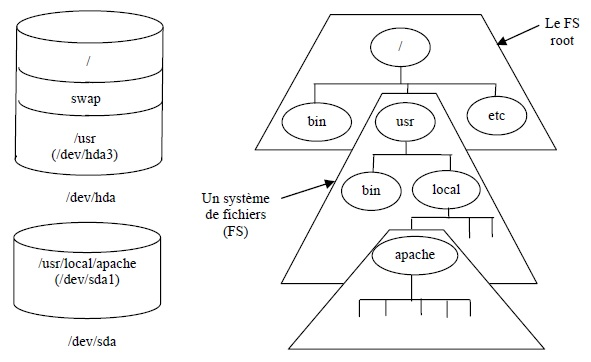 /
swap
/usr
(/dev/hda3)
/dev/hda
/usr/local/apache
(/dev/sda1)
/dev/sda
Le FS
root
/
bin
usr
etc
Un système
de fichiers
(FS)
bin
local
apache